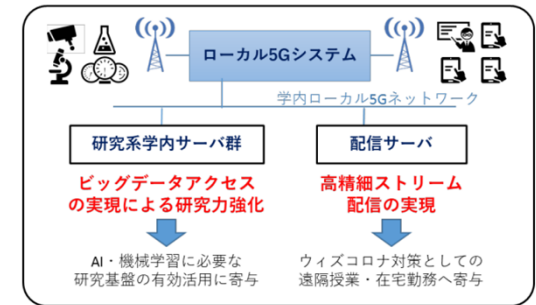 ローカル5Gシステム
学内ローカル5Gネットワーク
研究系学内サーバ群
配信サーバ
ビッグデータアクセス
の実現による研究力強化
高精細ストリーム
配信の実現
AI・機械学習に必要な
研究基盤の有効活用に寄与
ウィズコロナ対策としての
遠隔授業・在宅勤務へ寄与